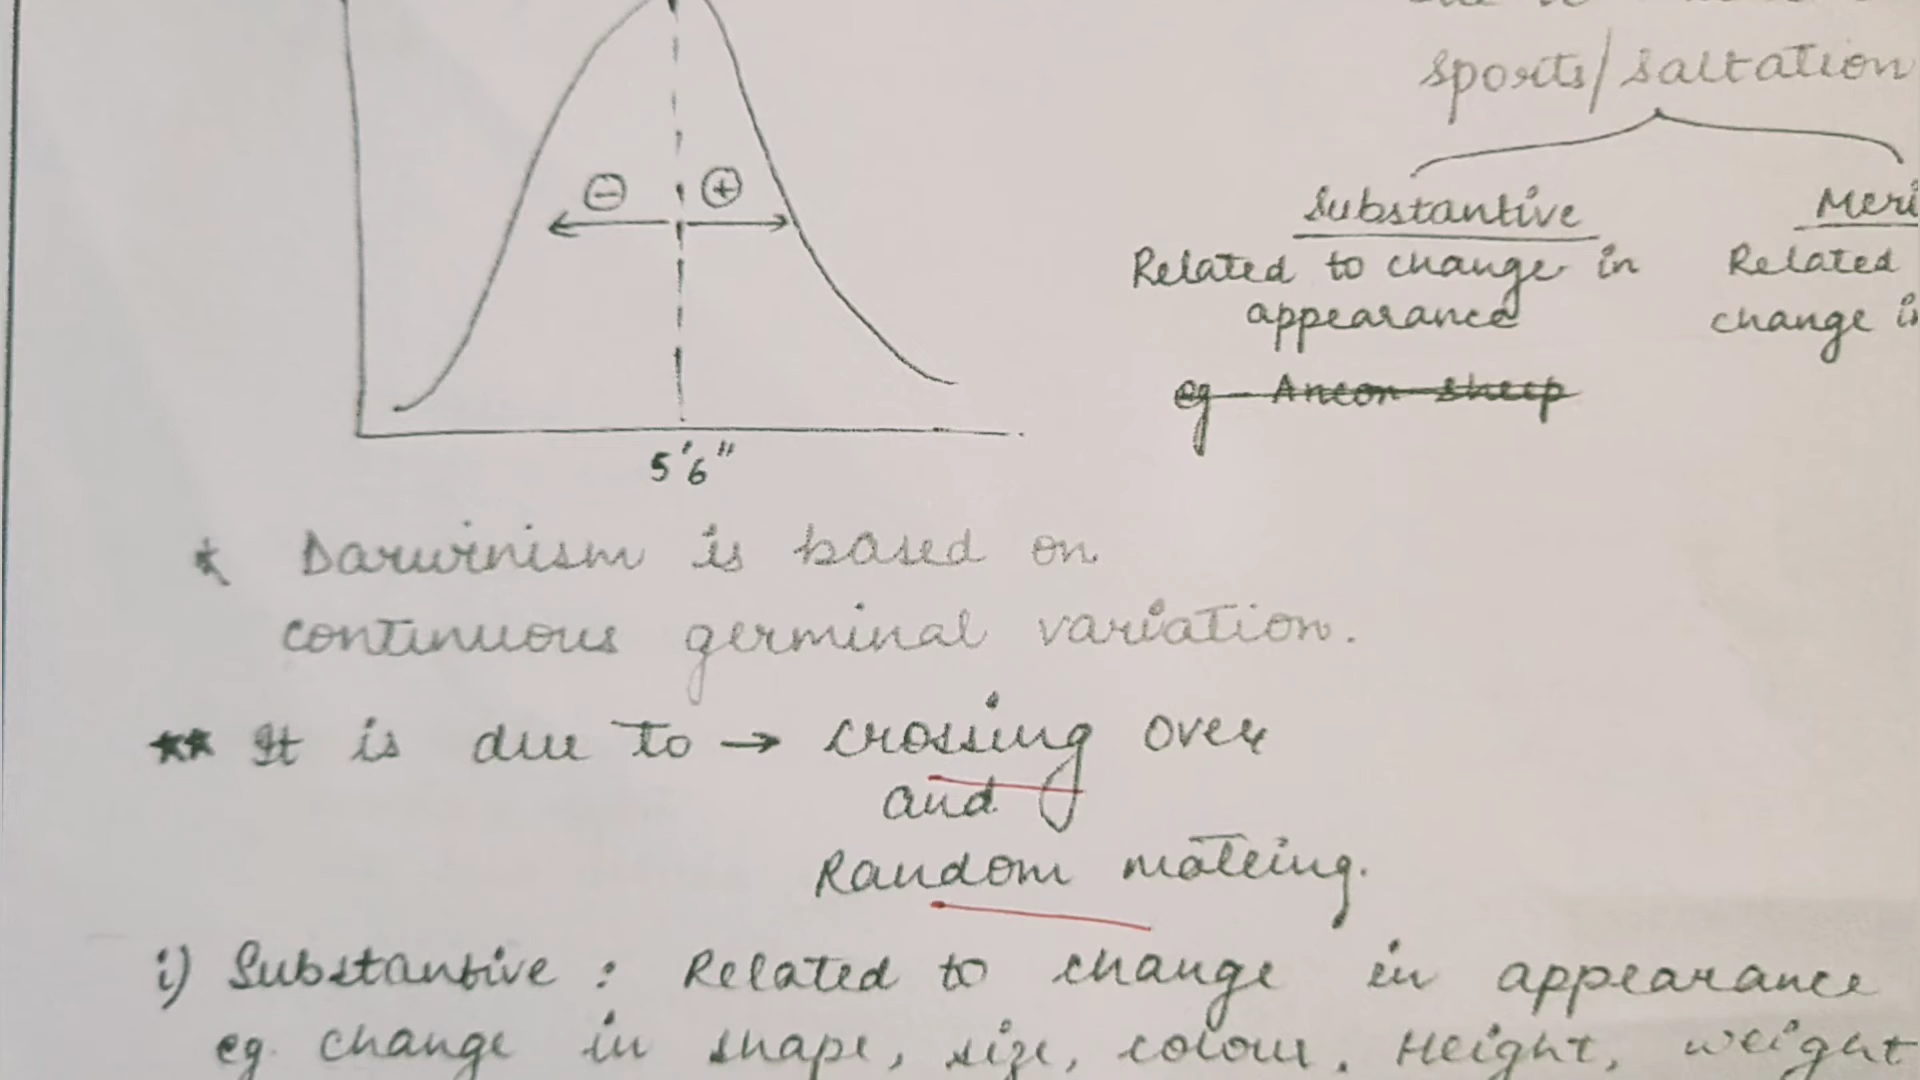 sports/saltation
Substantive
Related to change in
appearance
eg Ancon sheep
Related
change
⊖ ⊕
5'6"
* Darwinism is based on
continuous germinal variation.
** It is due to → crossing over
and
Random mateing.
i) Substantive : Related to change in appearance
eg. change in shape, size, colour. Height, weight